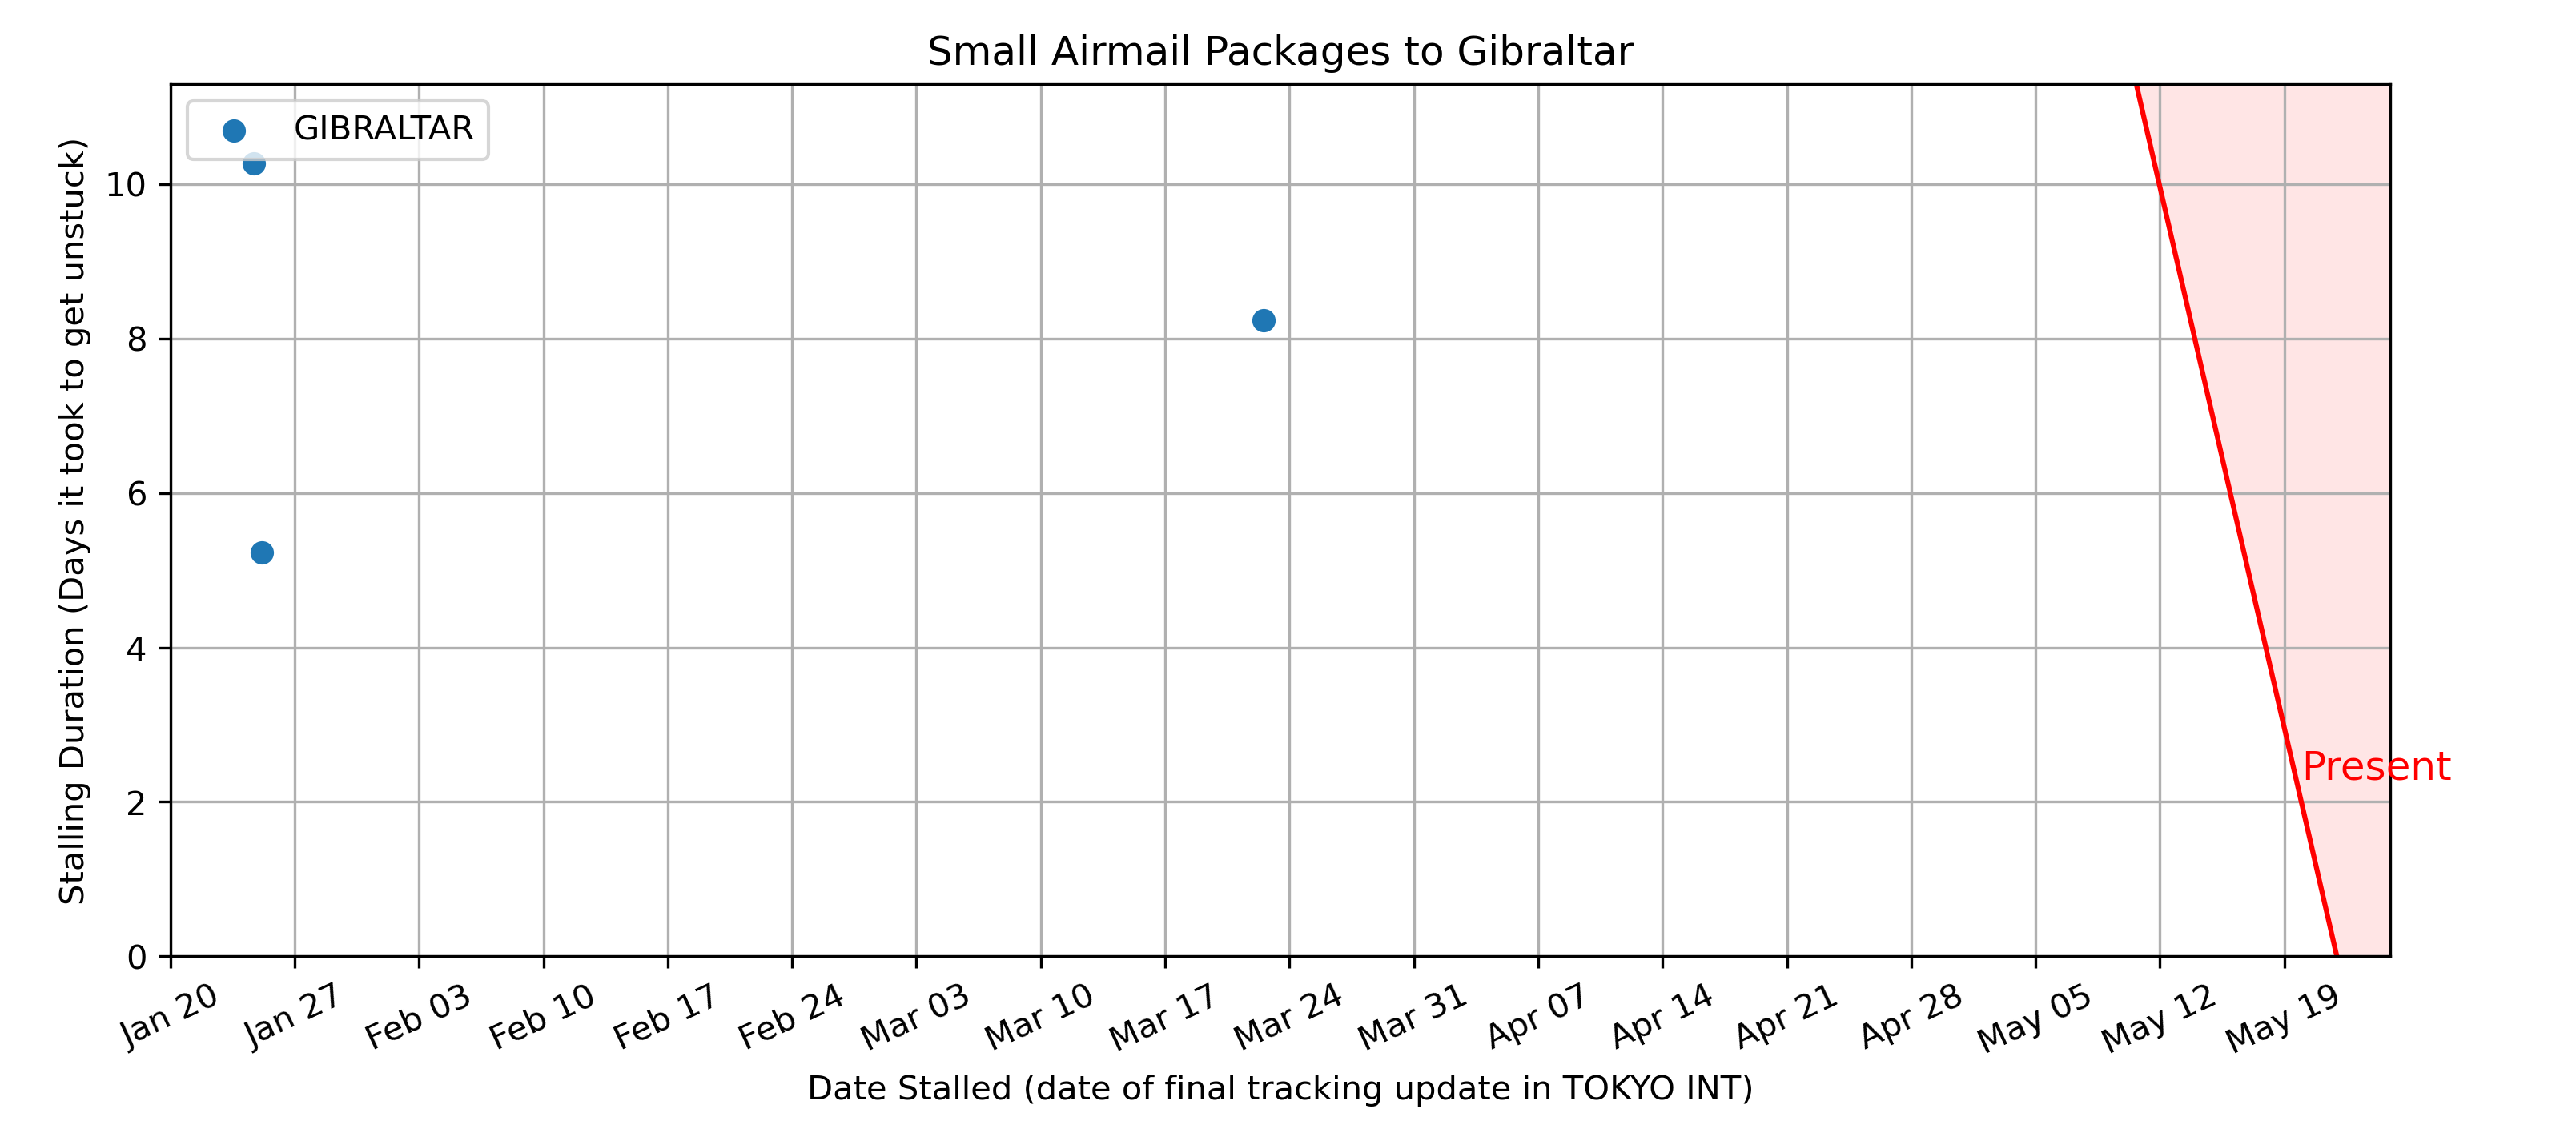 Small Airmail Packages to Gibraltar
GIBRALTAR
Stalling Duration (Days it took to get unstuck)
10
8
6
4
2
0
Present
Jan 20
Jan 27
Feb 03
Feb 10
Feb 17
Feb 24
Mar 03
Mar 10
Mar 17
Mar 24
Mar 31
Apr 07
Apr 14
Apr 21
Apr 28
May 05
May 12
May 19
Date Stalled (date of final tracking update in TOKYO INT)